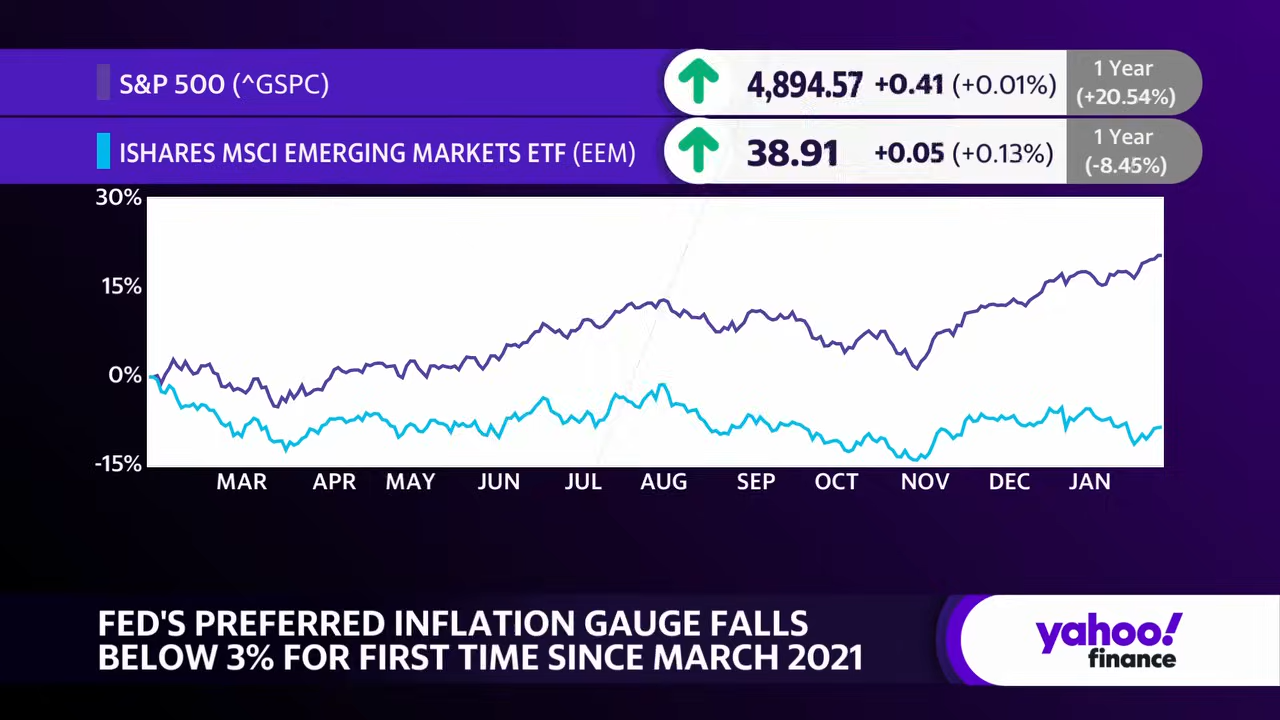 S&P 500 (^GSPC)
4,894.57 +0.41 (+0.01%)
1 Year
(+20.54%)
ISHARES MSCI EMERGING MARKETS ETF (EEM)
38.91 +0.05 (+0.13%)
1 Year
(-8.45%)
30%
15%
0%
-15%
MAR APR MAY JUN JUL AUG SEP OCT NOV DEC JAN
FED'S PREFERRED INFLATION GAUGE FALLS
BELOW 3% FOR FIRST TIME SINCE MARCH 2021
yahoo!
finance